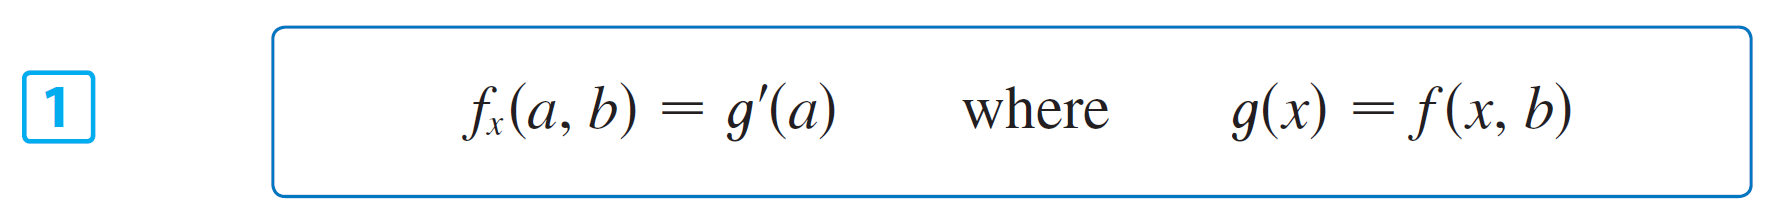 1 fₓ(a, b) = g′(a) where g(x) = f(x, b)